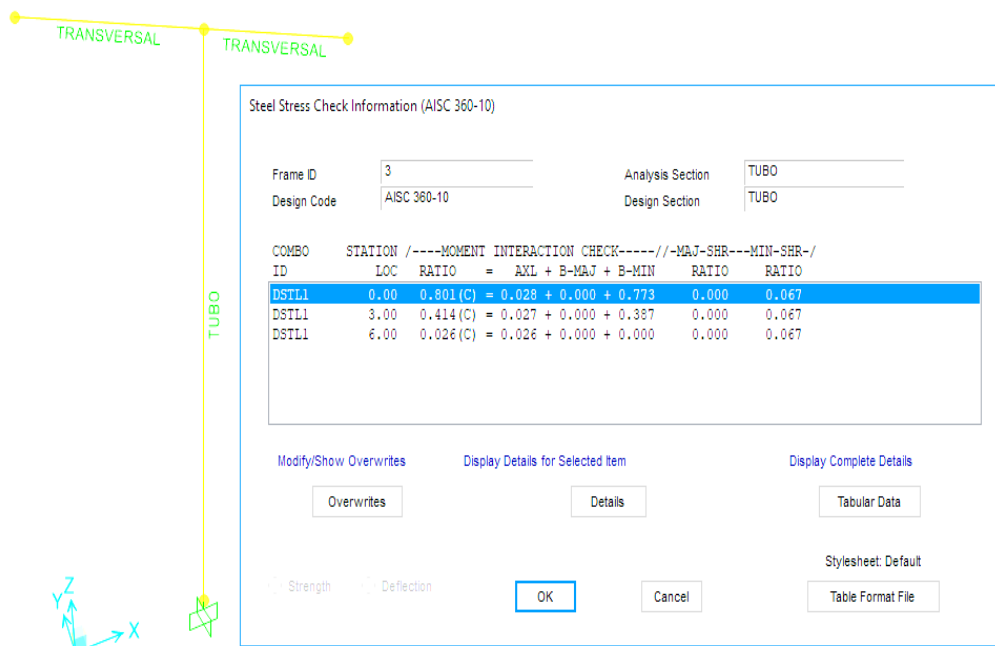 TRANSVERSAL
TRANSVERSAL
TUBO
Z
Y
X
Steel Stress Check Information (AISC 360-10)
Frame ID 3 Analysis Section TUBO
Design Code AISC 360-10 Design Section TUBO
COMBO STATION /----MOMENT INTERACTION CHECK-----//-MAJ-SHR---MIN-SHR-/
ID LOC RATIO = AXL + B-MAJ + B-MIN RATIO RATIO
DSTL1 0.00 0.801(C) = 0.028 + 0.000 + 0.773 0.000 0.067
DSTL1 3.00 0.414(C) = 0.027 + 0.000 + 0.387 0.000 0.067
DSTL1 6.00 0.026(C) = 0.026 + 0.000 + 0.000 0.000 0.067
Modify/Show Overwrites Display Details for Selected Item Display Complete Details
Overwrites Details Tabular Data
Stylesheet: Default
Strength Deflection OK Cancel Table Format File